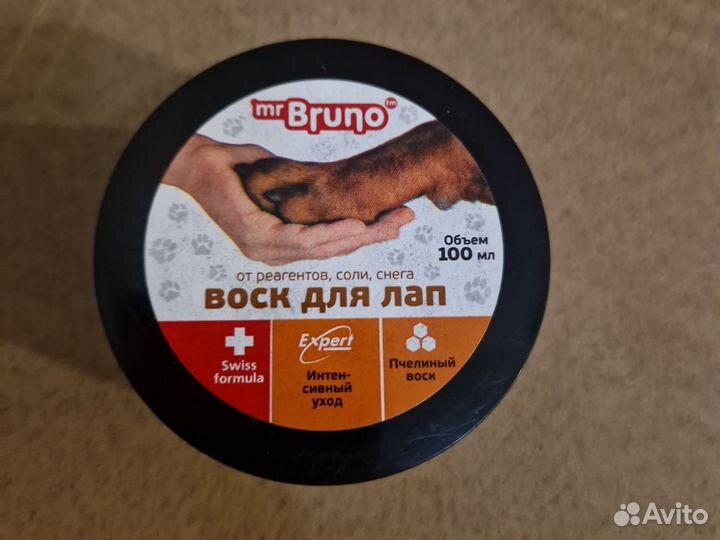 mr Bruno tm
Объем
100 мл
от реагентов, соли, снега
ВОСК ДЛЯ ЛАП
Swiss
formula
Expert
Интен-
сивный
уход
Пчелиный
воск
Avito